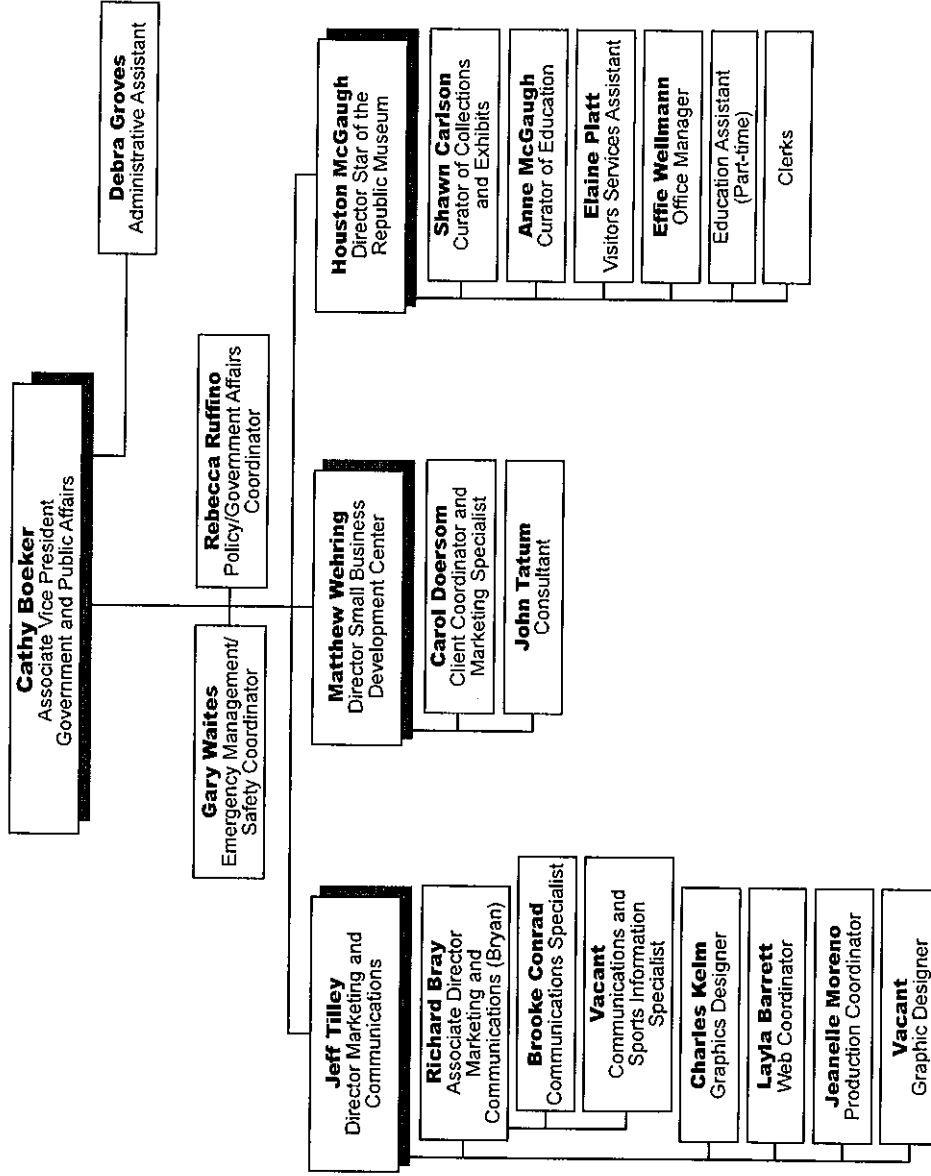 Cathy Boeker
Associate Vice President
Government and Public Affairs
Debra Groves
Administrative Assistant
Gary Waites
Emergency Management/
Safety Coordinator
Rebecca Ruffino
Policy/Government Affairs
Coordinator
Jeff Tilley
Director Marketing and
Communications
Richard Bray
Associate Director
Marketing and
Communications (Bryan)
Brooke Conrad
Communications Specialist
Vacant
Communications and
Sports Information
Specialist
Charles Kelm
Graphics Designer
Layla Barrett
Web Coordinator
Jeanelle Moreno
Production Coordinator
Vacant
Graphic Designer
Matthew Wehring
Director Small Business
Development Center
Carol Doersom
Client Coordinator and
Marketing Specialist
John Tatum
Consultant
Houston McGaugh
Director Star of the
Republic Museum
Shawn Carlson
Curator of Collections
and Exhibits
Anne McGaugh
Curator of Education
Elaine Platt
Visitors Services Assistant
Effie Wellmann
Office Manager
Education Assistant
(Part-time)
Clerks